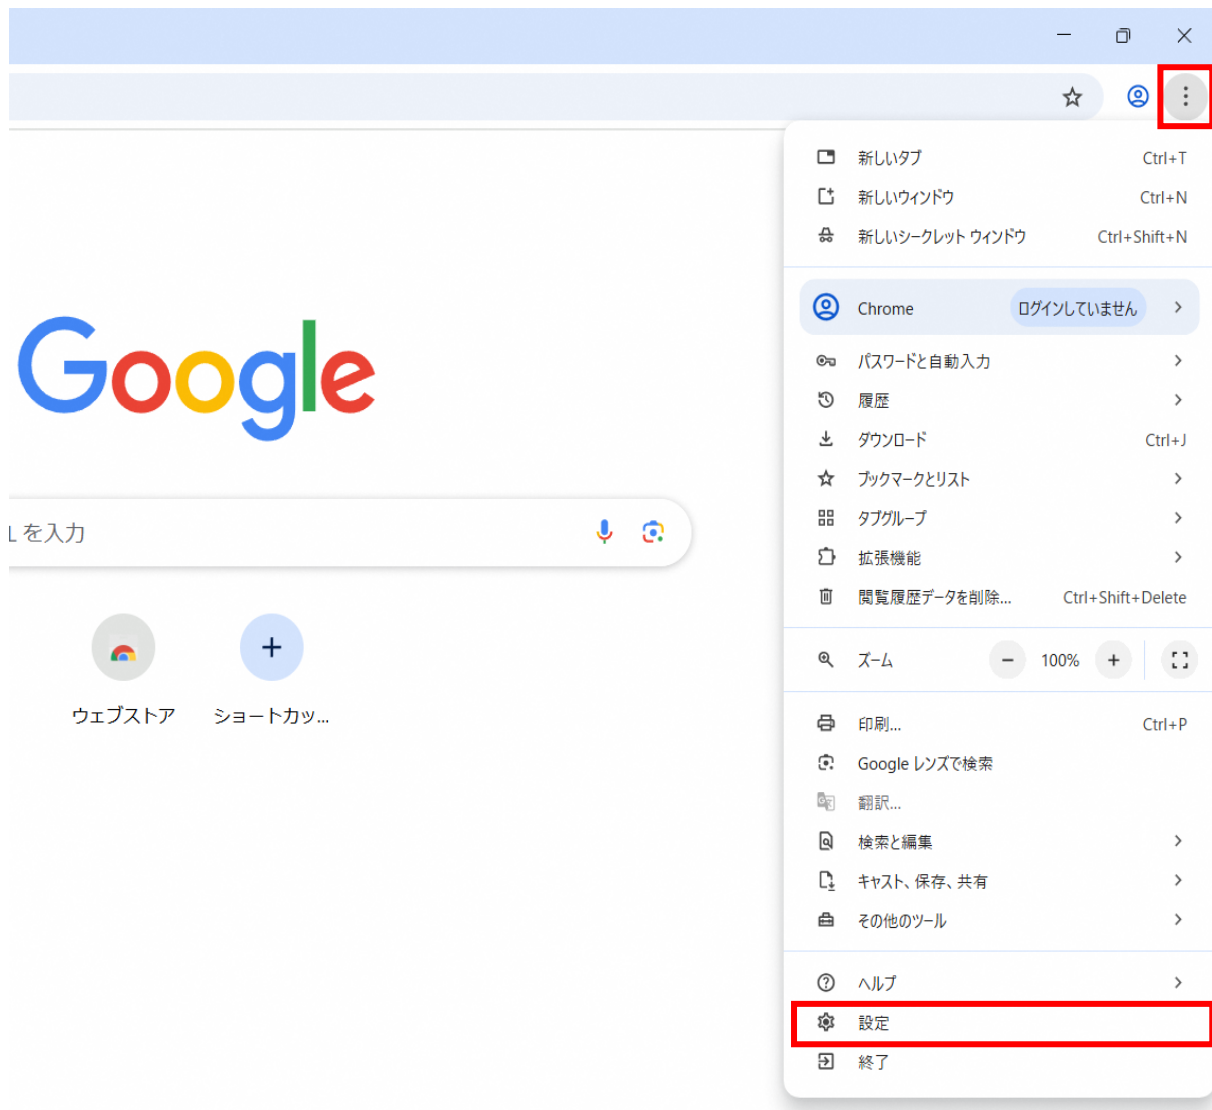 新しいタブ Ctrl+T
新しいウィンドウ Ctrl+N
新しいシークレット ウィンドウ Ctrl+Shift+N
Chrome ログインしていません
パスワードと自動入力
履歴
ダウンロード Ctrl+J
ブックマークとリスト
タブグループ
拡張機能
閲覧履歴データを削除... Ctrl+Shift+Delete
ズーム 100%
印刷... Ctrl+P
Google レンズで検索
翻訳...
検索と編集
キャスト、保存、共有
その他のツール
ヘルプ
設定
終了
Google
L を入力
ウェブストア ショートカッ...